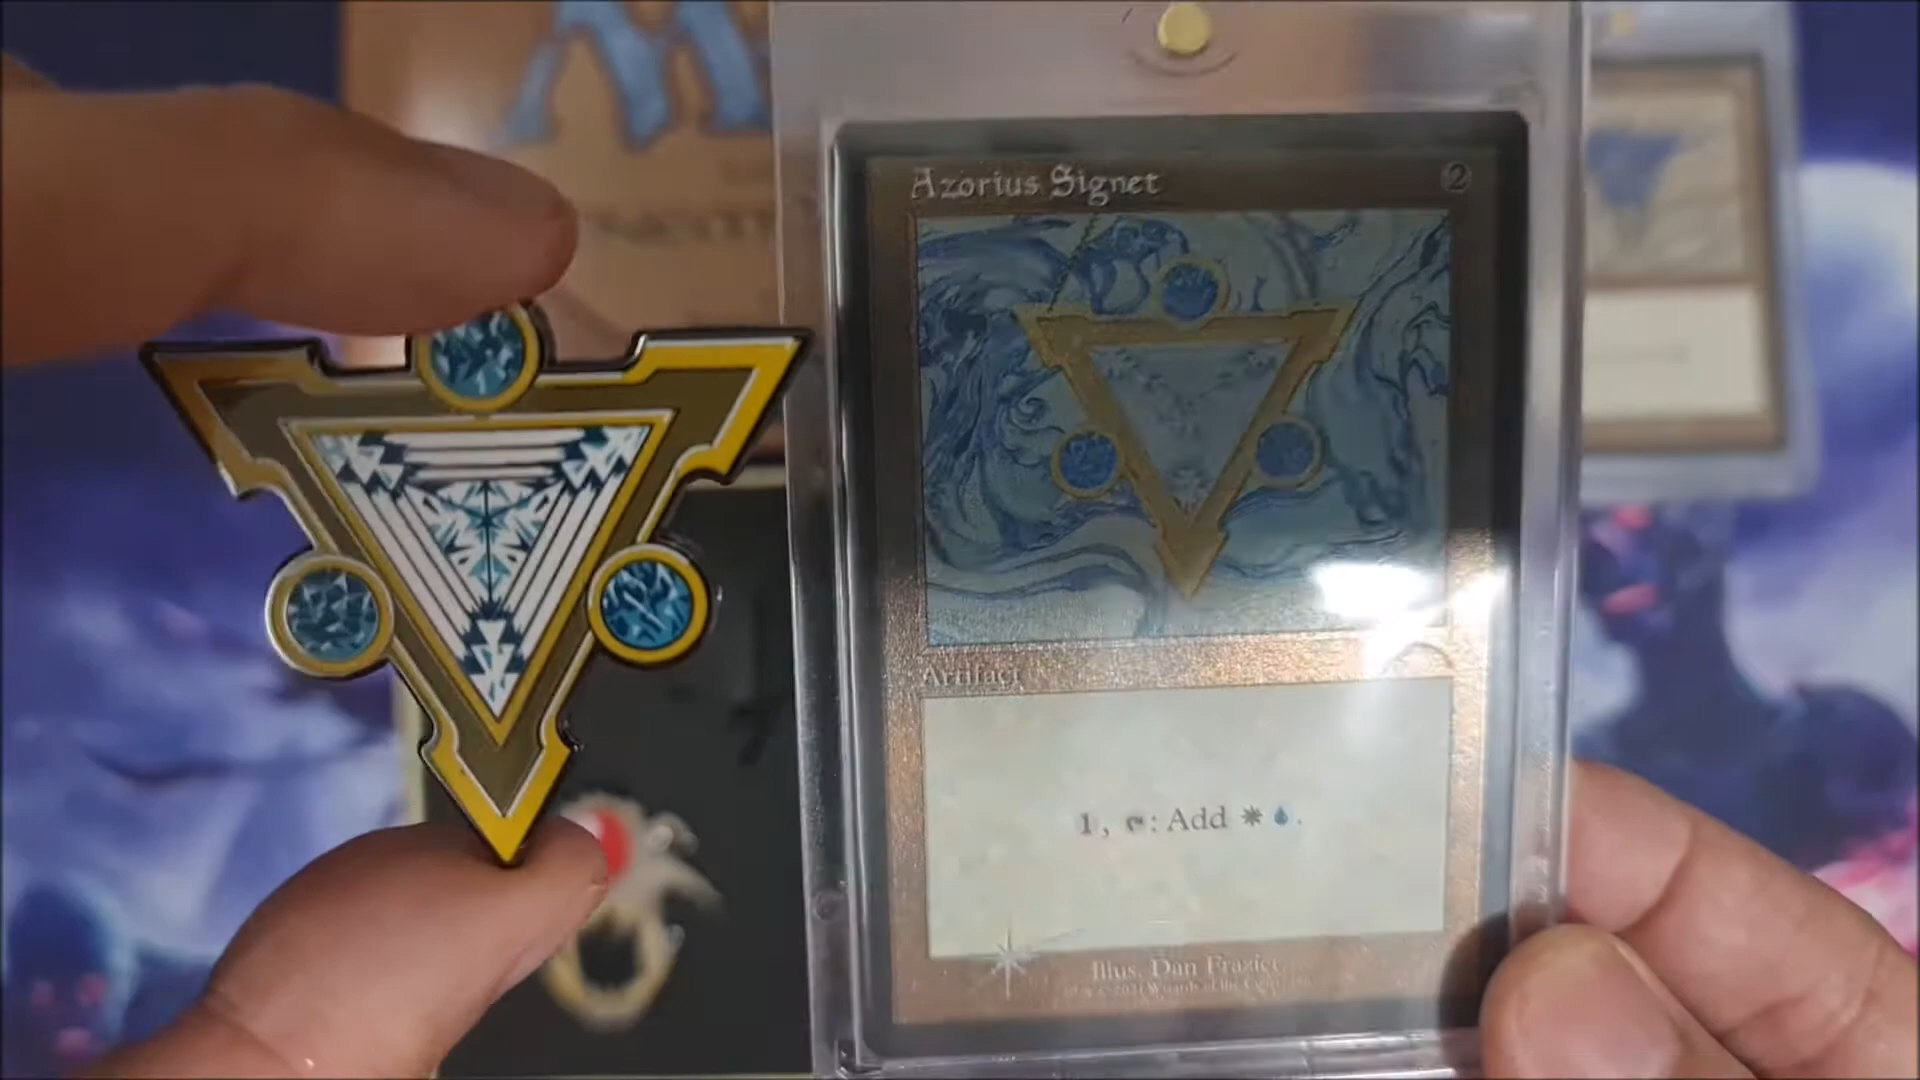 Azorius Signet 2
Artifact
1, : Add .
Illus. Dan Frazier